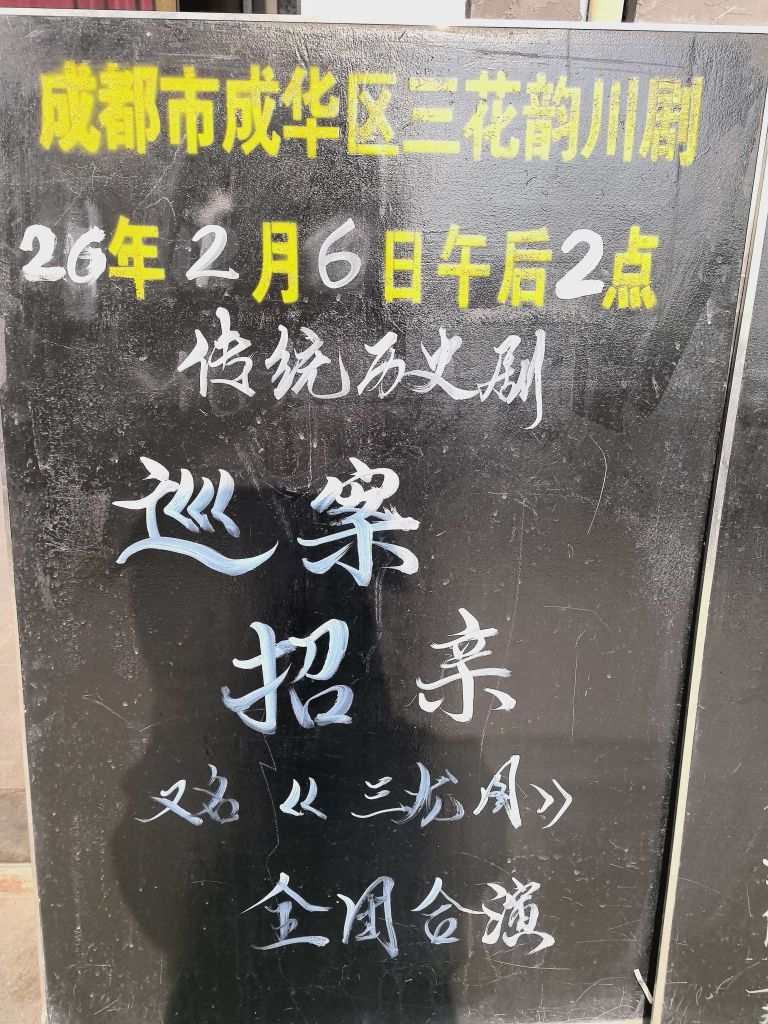 成都市成华区三花韵川剧
26年2月6日午后2点
传统历史剧
巡案
招亲
又名《三龙凤》
全团合演